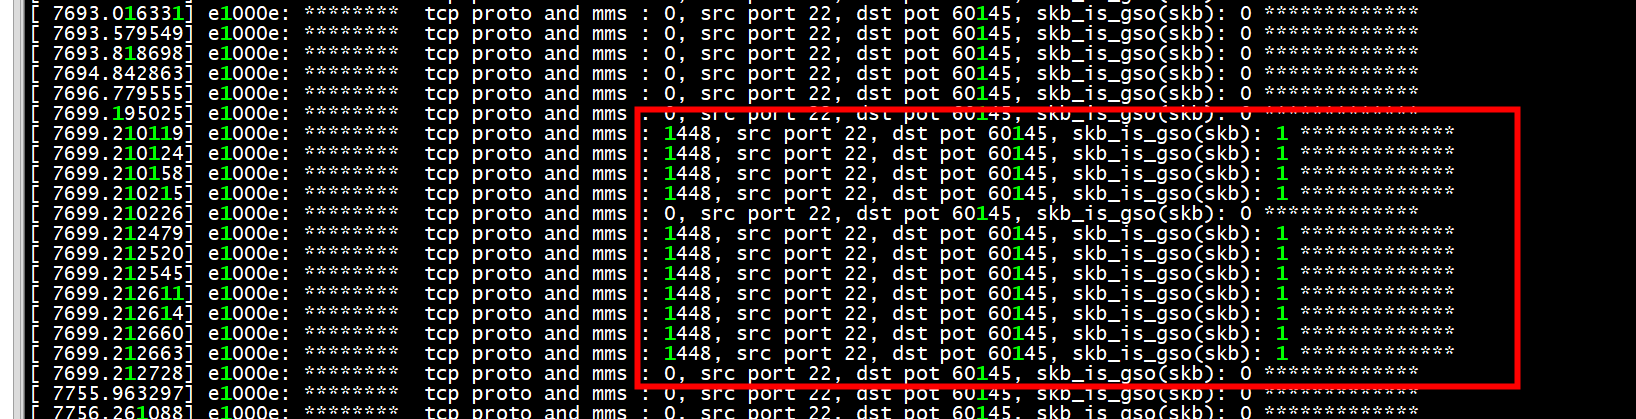 [ 7693.016331] e1000e: ******** tcp proto and mms : 0, src port 22, dst pot 60145, skb_is_gso(skb): 0 *************
[ 7693.579549] e1000e: ******** tcp proto and mms : 0, src port 22, dst pot 60145, skb_is_gso(skb): 0 *************
[ 7693.818698] e1000e: ******** tcp proto and mms : 0, src port 22, dst pot 60145, skb_is_gso(skb): 0 *************
[ 7694.842863] e1000e: ******** tcp proto and mms : 0, src port 22, dst pot 60145, skb_is_gso(skb): 0 *************
[ 7696.779555] e1000e: ******** tcp proto and mms : 0, src port 22, dst pot 60145, skb_is_gso(skb): 0 *************
[ 7699.195025] e1000e: ******** tcp proto and mms : 0, src port 22, dst pot 60145, skb_is_gso(skb): 0 *************
[ 7699.210119] e1000e: ******** tcp proto and mms : 1448, src port 22, dst pot 60145, skb_is_gso(skb): 1 *************
[ 7699.210124] e1000e: ******** tcp proto and mms : 1448, src port 22, dst pot 60145, skb_is_gso(skb): 1 *************
[ 7699.210158] e1000e: ******** tcp proto and mms : 1448, src port 22, dst pot 60145, skb_is_gso(skb): 1 *************
[ 7699.210215] e1000e: ******** tcp proto and mms : 1448, src port 22, dst pot 60145, skb_is_gso(skb): 1 *************
[ 7699.210226] e1000e: ******** tcp proto and mms : 0, src port 22, dst pot 60145, skb_is_gso(skb): 0 *************
[ 7699.212479] e1000e: ******** tcp proto and mms : 1448, src port 22, dst pot 60145, skb_is_gso(skb): 1 *************
[ 7699.212520] e1000e: ******** tcp proto and mms : 1448, src port 22, dst pot 60145, skb_is_gso(skb): 1 *************
[ 7699.212545] e1000e: ******** tcp proto and mms : 1448, src port 22, dst pot 60145, skb_is_gso(skb): 1 *************
[ 7699.212611] e1000e: ******** tcp proto and mms : 1448, src port 22, dst pot 60145, skb_is_gso(skb): 1 *************
[ 7699.212614] e1000e: ******** tcp proto and mms : 1448, src port 22, dst pot 60145, skb_is_gso(skb): 1 *************
[ 7699.212660] e1000e: ******** tcp proto and mms : 1448, src port 22, dst pot 60145, skb_is_gso(skb): 1 *************
[ 7699.212663] e1000e: ******** tcp proto and mms : 1448, src port 22, dst pot 60145, skb_is_gso(skb): 1 *************
[ 7699.212728] e1000e: ******** tcp proto and mms : 0, src port 22, dst pot 60145, skb_is_gso(skb): 0 *************
[ 7755.963297] e1000e: ******** tcp proto and mms : 0, src port 22, dst pot 60145, skb_is_gso(skb): 0 *************
[ 7756.261088] e1000e: ******** tcp proto and mms : 0, src port 22, dst pot 60145, skb_is_gso(skb): 0 *************